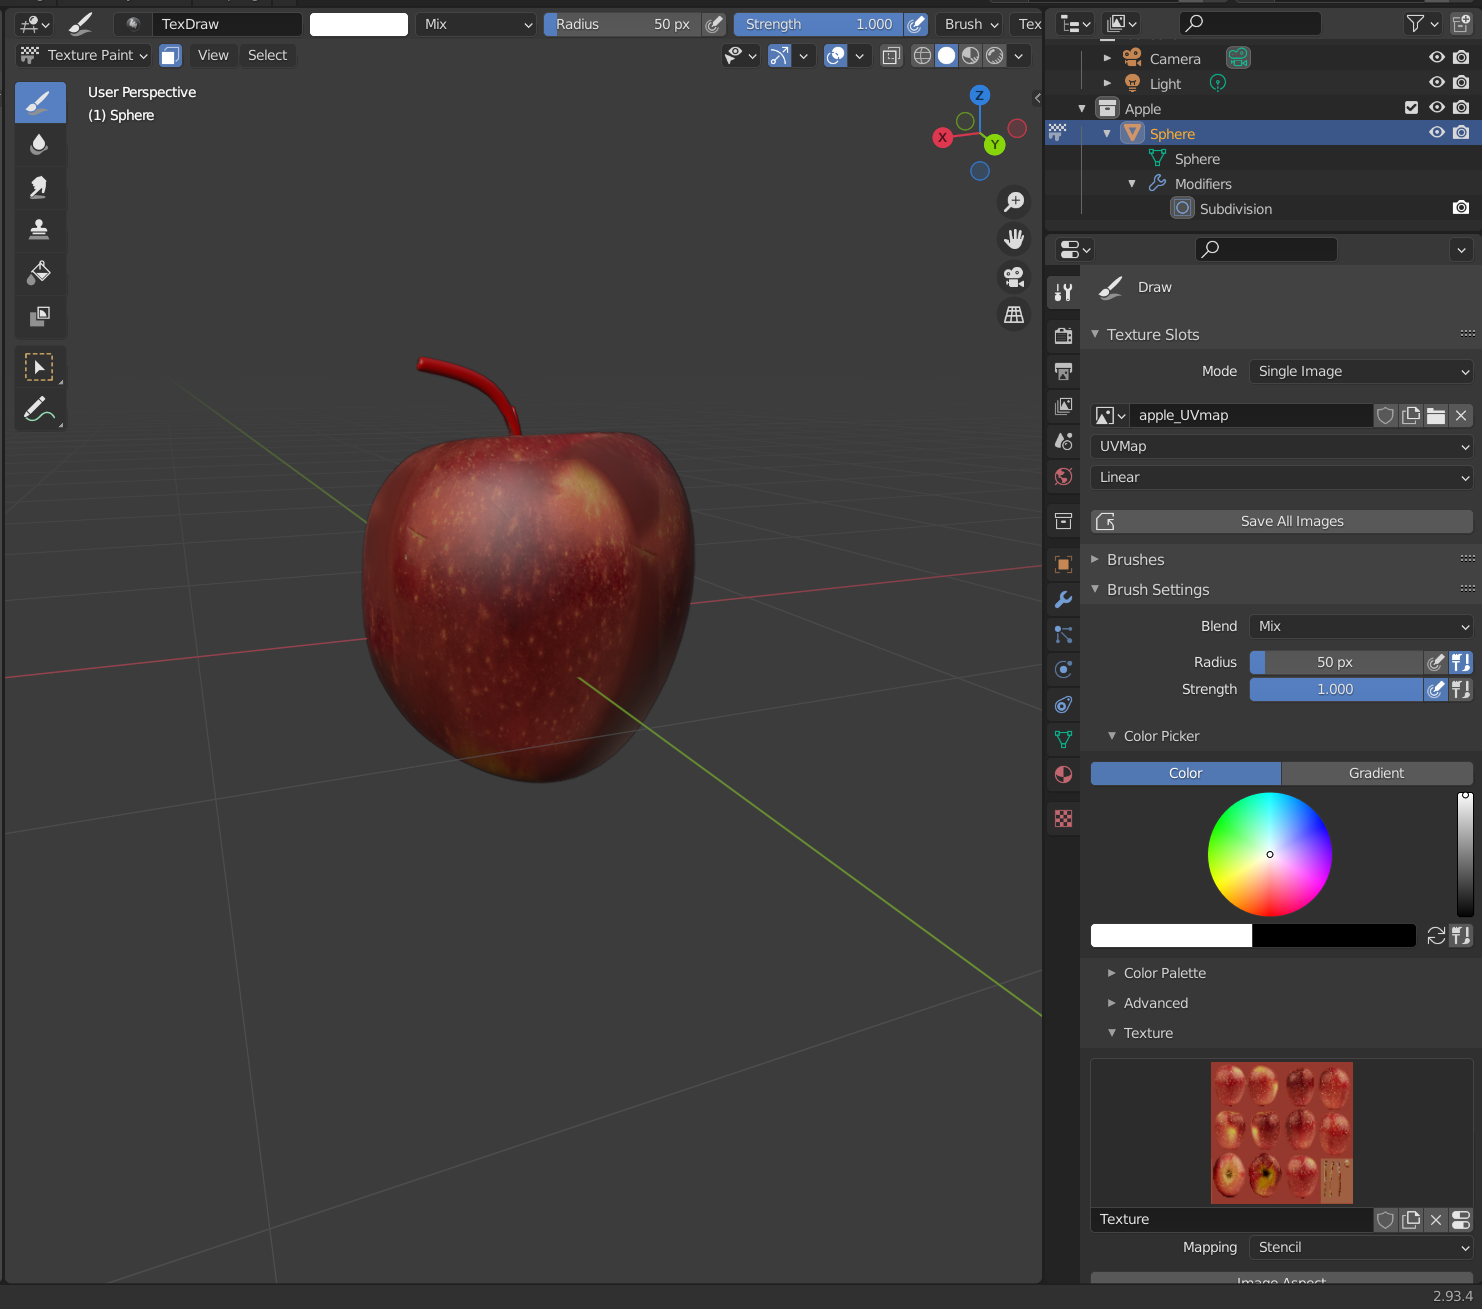 TexDraw
Mix
Radius 50 px
Strength 1.000
Brush
Tex
Texture Paint
View
Select
User Perspective
(1) Sphere
Z
X
Y
Camera
Light
Apple
Sphere
Sphere
Modifiers
Subdivision
Draw
Texture Slots
Mode Single Image
apple_UVmap
UVMap
Linear
Save All Images
Brushes
Brush Settings
Blend Mix
Radius 50 px
Strength 1.000
Color Picker
Color Gradient
Color Palette
Advanced
Texture
Texture
Mapping Stencil
Image Aspect
2.93.4